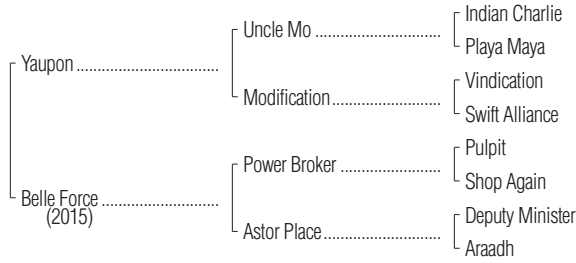 Indian Charlie
Uncle Mo ..............................
Playa Maya
Yaupon ..................................
Vindication
Modification..........................
Swift Alliance
Pulpit
Power Broker ........................
Shop Again
Belle Force ............................
(2015)
Deputy Minister
Astor Place............................
Araadh